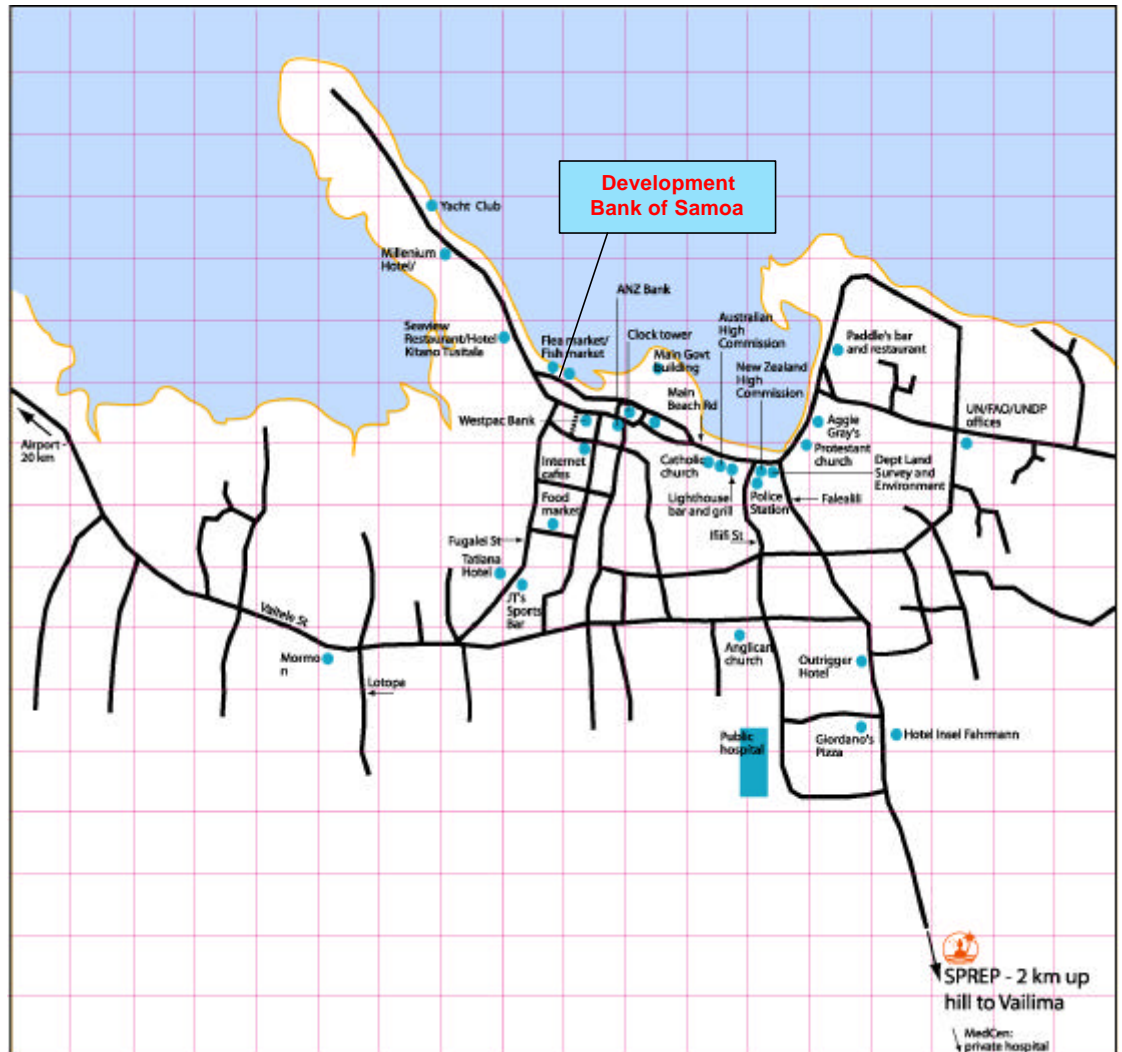 Development
Bank of Samoa
Yacht Club
Millenium
Hotel/
ANZ Bank
Australian
High
Commission
Seaview
Restaurant/Hotel
Kitano Tusitala
Flea market/
Fish market
Clock tower
Main Govt
building
Paddle's bar
and restaurant
New Zealand
High
Commission
Main
Beach Rd
Westpac Bank
Aggie
Gray's
UN/FAO/UNDP
offices
Airport -
20 km
Internet
cafes
Catholic
church
Protestant
church
Dept Land
Survey and
Environment
Food
market
Lighthouse
bar and grill
Police
Station
Falealili
Fugalei St
Ififi St
Tatiana
Hotel
JT's
Sports
Bar
Vaitele St
Mormo
n
Anglican
church
Outrigger
Hotel
Lotopa
Public
hospital
Giordano's
Pizza
Hotel Insel Fahrmann
SPREP - 2 km up
hill to Vailima
MedCen:
private hospital